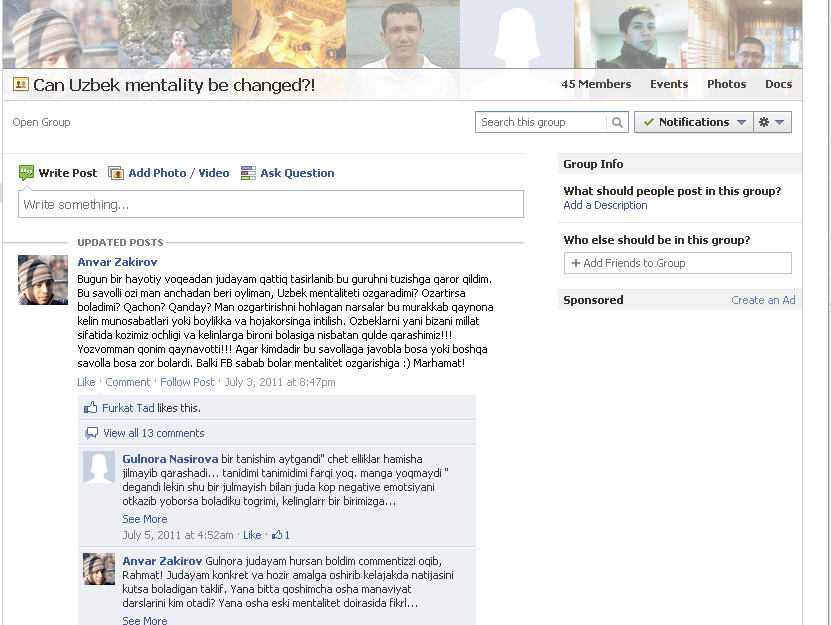 Can Uzbek mentality be changed?!
45 Members Events Photos Docs
Open Group
Search this group
Notifications
Write Post Add Photo / Video Ask Question
Write something...
UPDATED POSTS
Anvar Zakirov
Bugun bir hayotiy voqeadan judayam qattiq tasirlanib bu guruhni tuzishga qaror qildim.
Bu savolli ozi man anchadan beri oyliman, Uzbek mentaliteti ozgaradimi? Ozartirsa
boladimi? Qachon? Qanday? Man ozgartirishni hohlagan narsalar bu murakkab qaynona
kelin munosabatlari yoki boylikka va hojakorsinga intilish. Ozbeklarni yani bizani millat
sifatida kozimiz ochligi va kelinlarga bironi bolasiga nisbatan qulde qarashimiz!!!
Yozvomman qonim qaynavotti!!! Agar kimdadir bu savollaga javobla bosa yoki boshqa
savolla bosa zor bolardi. Balki FB sabab bolar mentalitet ozgarishiga :) Marhamat!
Like · Comment · Follow Post · July 3, 2011 at 8:47pm
Furkat Tad likes this.
View all 13 comments
Gulnora Nasirova bir tanishim aytgandi" chet elliklar hamisha
jilmayib qarashadi... tanidimi tanimidimi farqi yoq. manga yoqmaydi "
degandi lekin shu bir julmayish bilan juda kop negative emotsiyani
otkazib yoborsa boladiku togrimi, kelinglarr bir birimizga...
See More
July 5, 2011 at 4:52am · Like · 1
Anvar Zakirov Gulnora judayam hursan boldim commentizzi oqib,
Rahmat! Judayam konkret va hozir amalga oshirib kelajakda natijasini
kutsa boladigan taklif. Yana bitta qoshimcha osha manaviyat
darslarini kim otadi? Yana osha eski mentalitet doirasida fikrl...
See More
Group Info
What should people post in this group?
Add a Description
Who else should be in this group?
+ Add Friends to Group
Sponsored Create an Ad